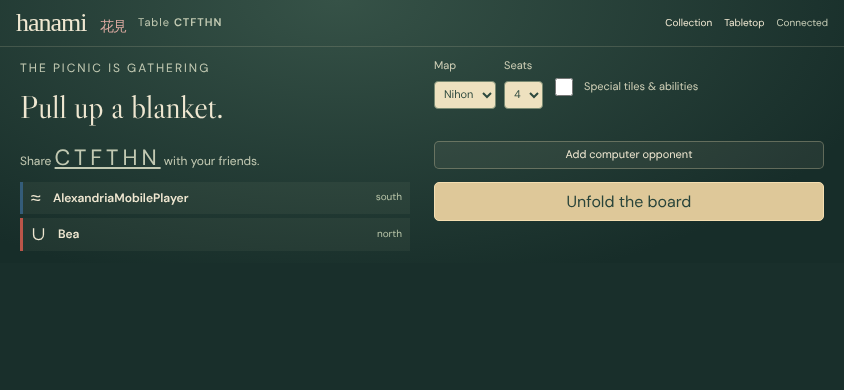 hanami 花見 Table CTFTHN
Collection Tabletop Connected
THE PICNIC IS GATHERING
Pull up a blanket.
Share CTFTHN with your friends.
≈ AlexandriaMobilePlayer south
U Bea north
Map Seats
Nihon 4 Special tiles & abilities
Add computer opponent
Unfold the board